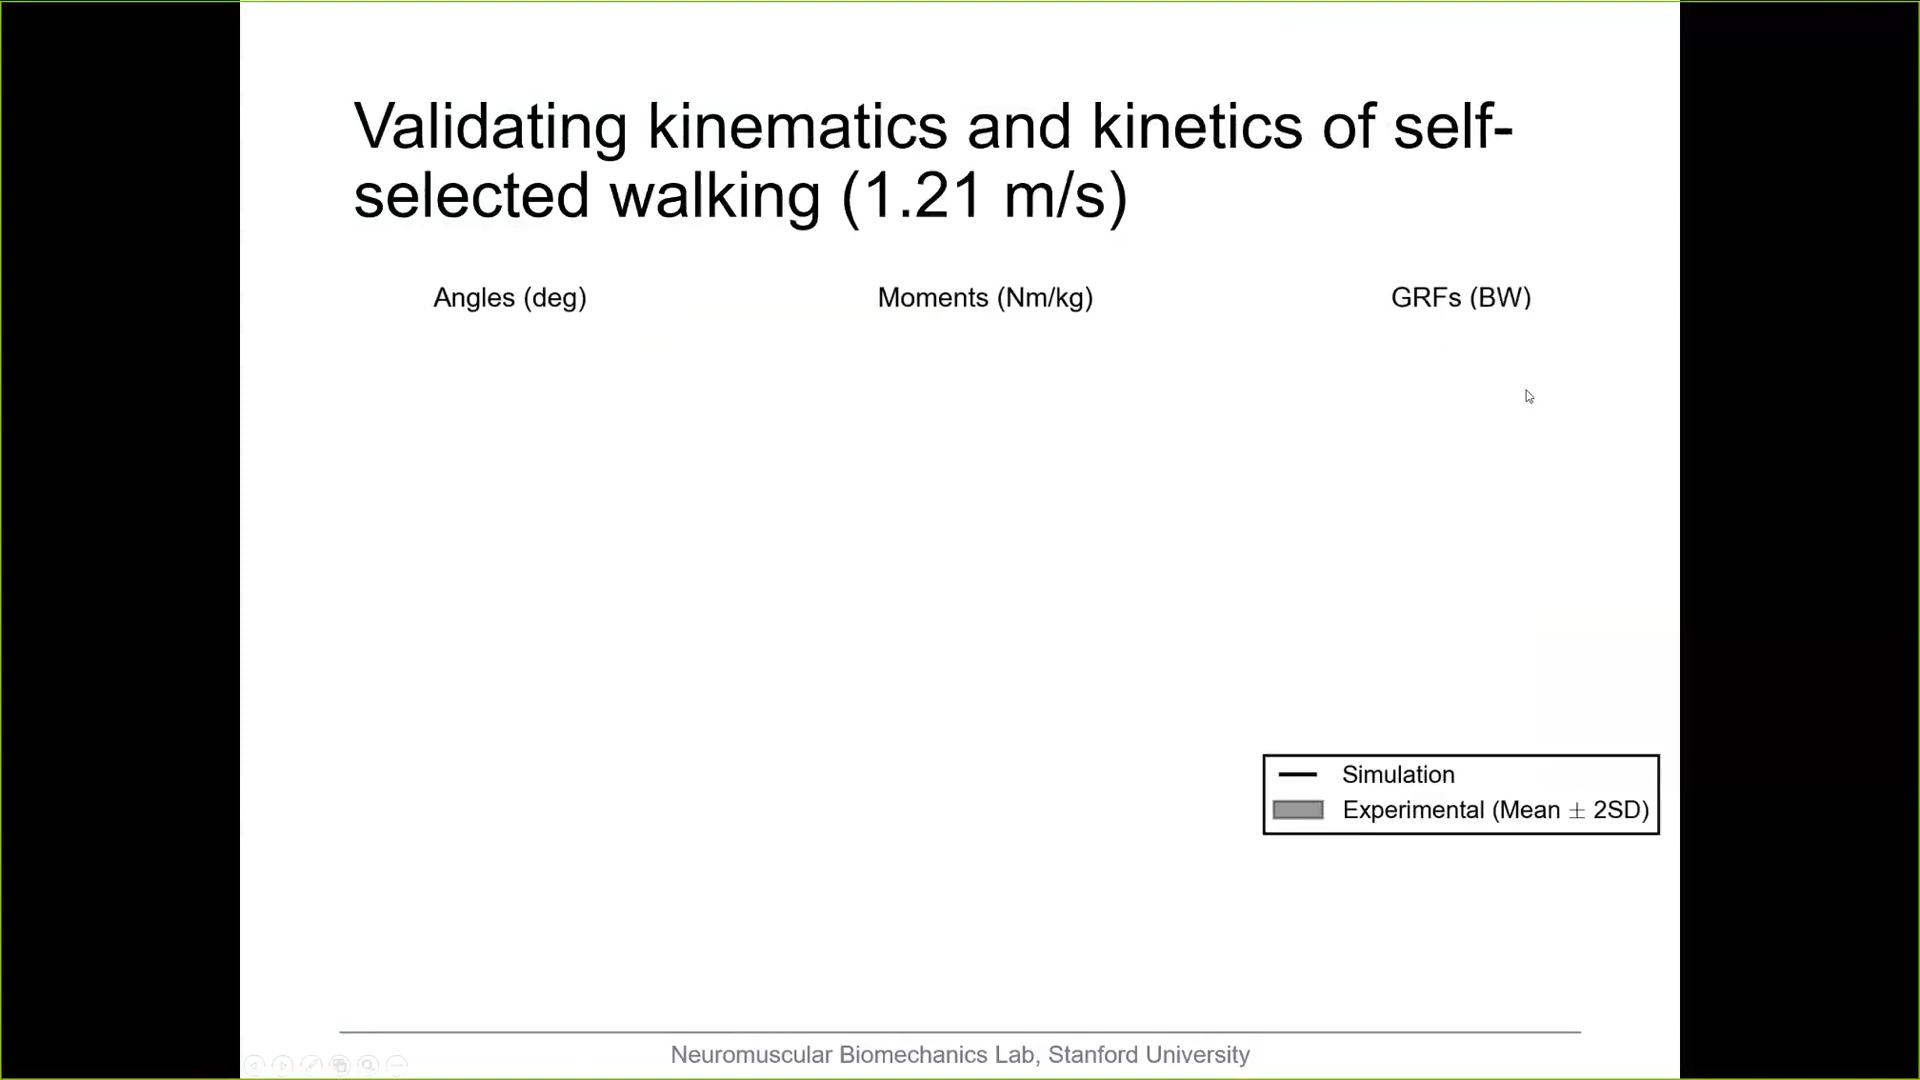 Validating kinematics and kinetics of self-
selected walking (1.21 m/s)
Angles (deg)
Moments (Nm/kg)
GRFs (BW)
Simulation
Experimental (Mean ± 2SD)
Neuromuscular Biomechanics Lab, Stanford University